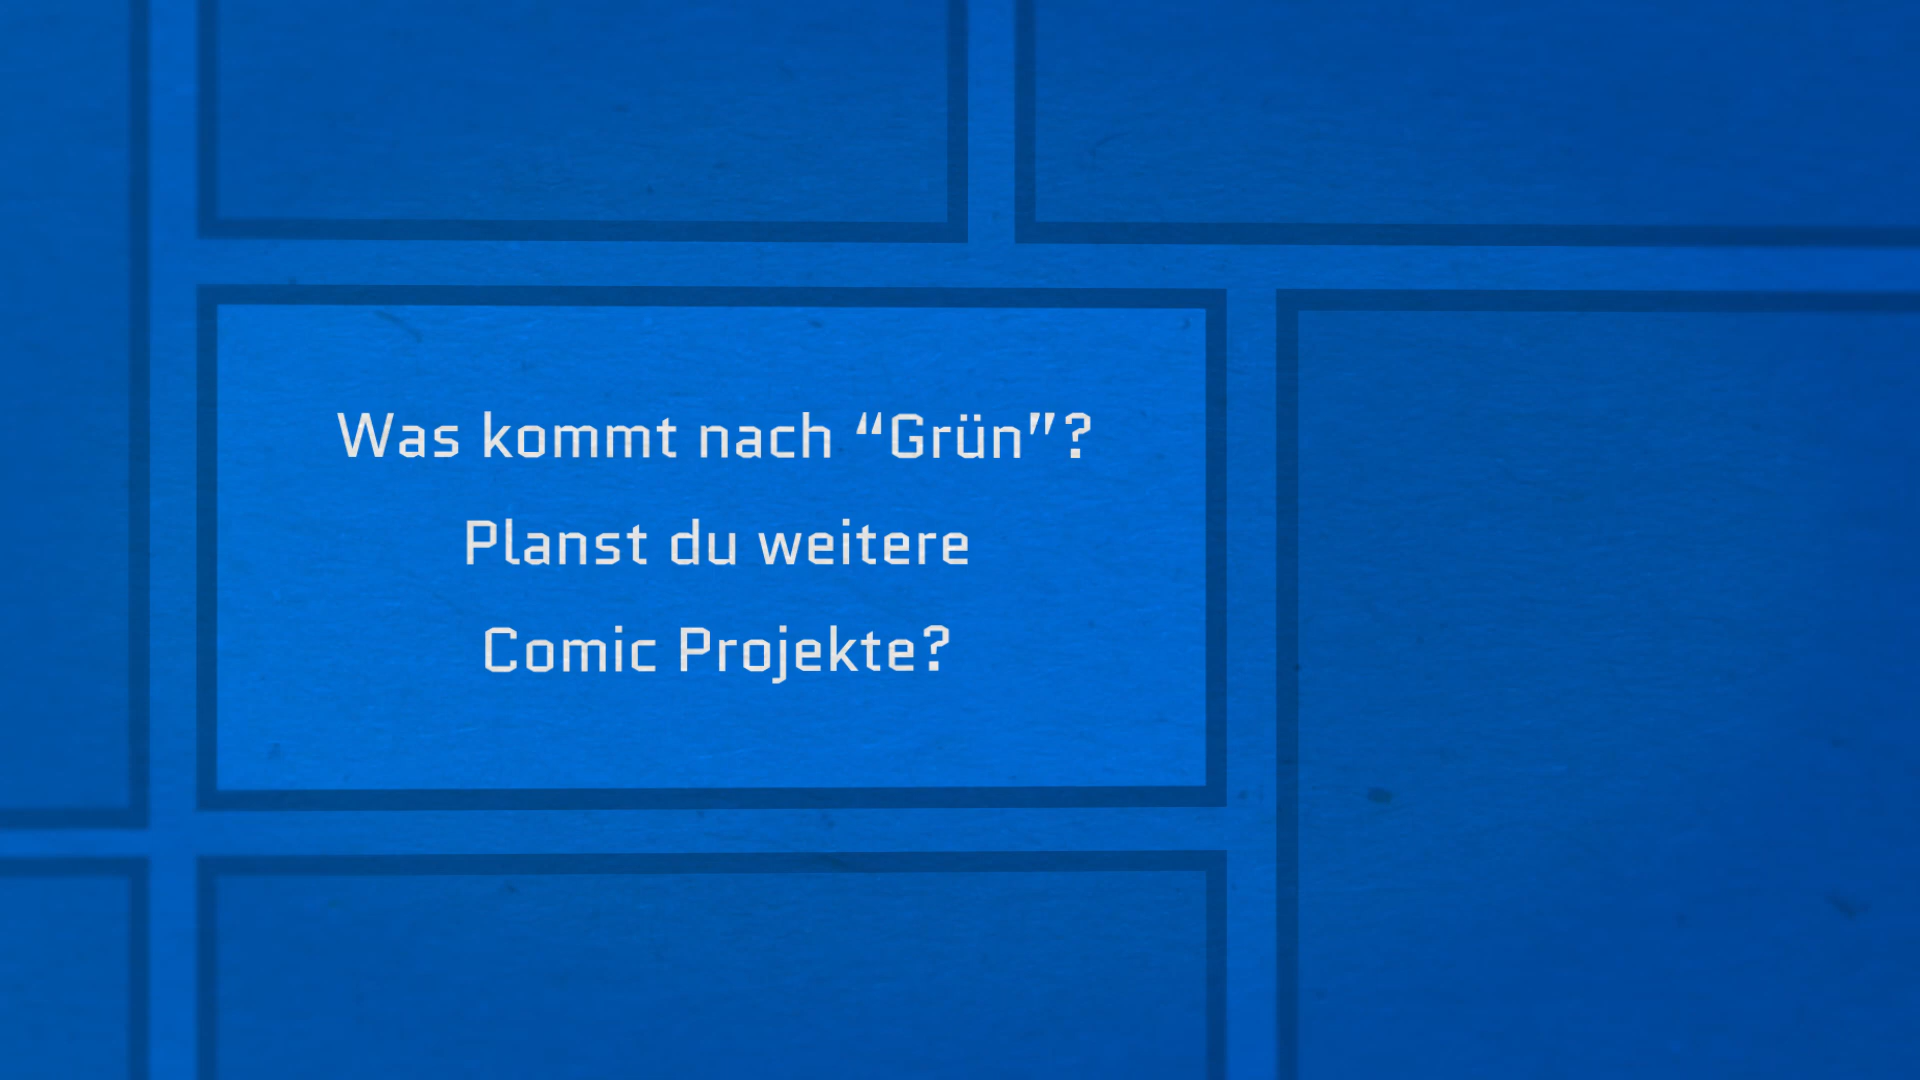 Was kommt nach “Grün”?
Planst du weitere
Comic Projekte?